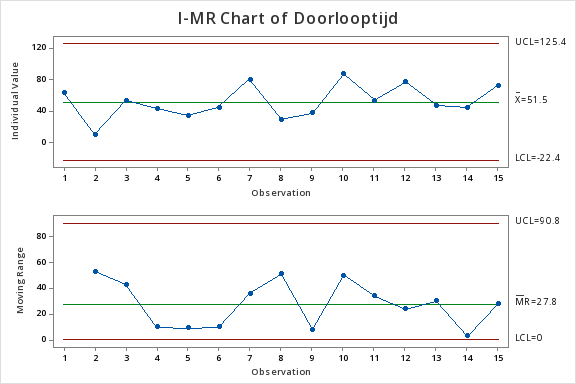 I-MR Chart of Doorlooptijd
Individual Value
120
80
40
0
UCL=125.4
X̄=51.5
LCL=-22.4
1 2 3 4 5 6 7 8 9 10 11 12 13 14 15
Observation
Moving Range
80
60
40
20
0
UCL=90.8
M̅R̅=27.8
LCL=0
1 2 3 4 5 6 7 8 9 10 11 12 13 14 15
Observation